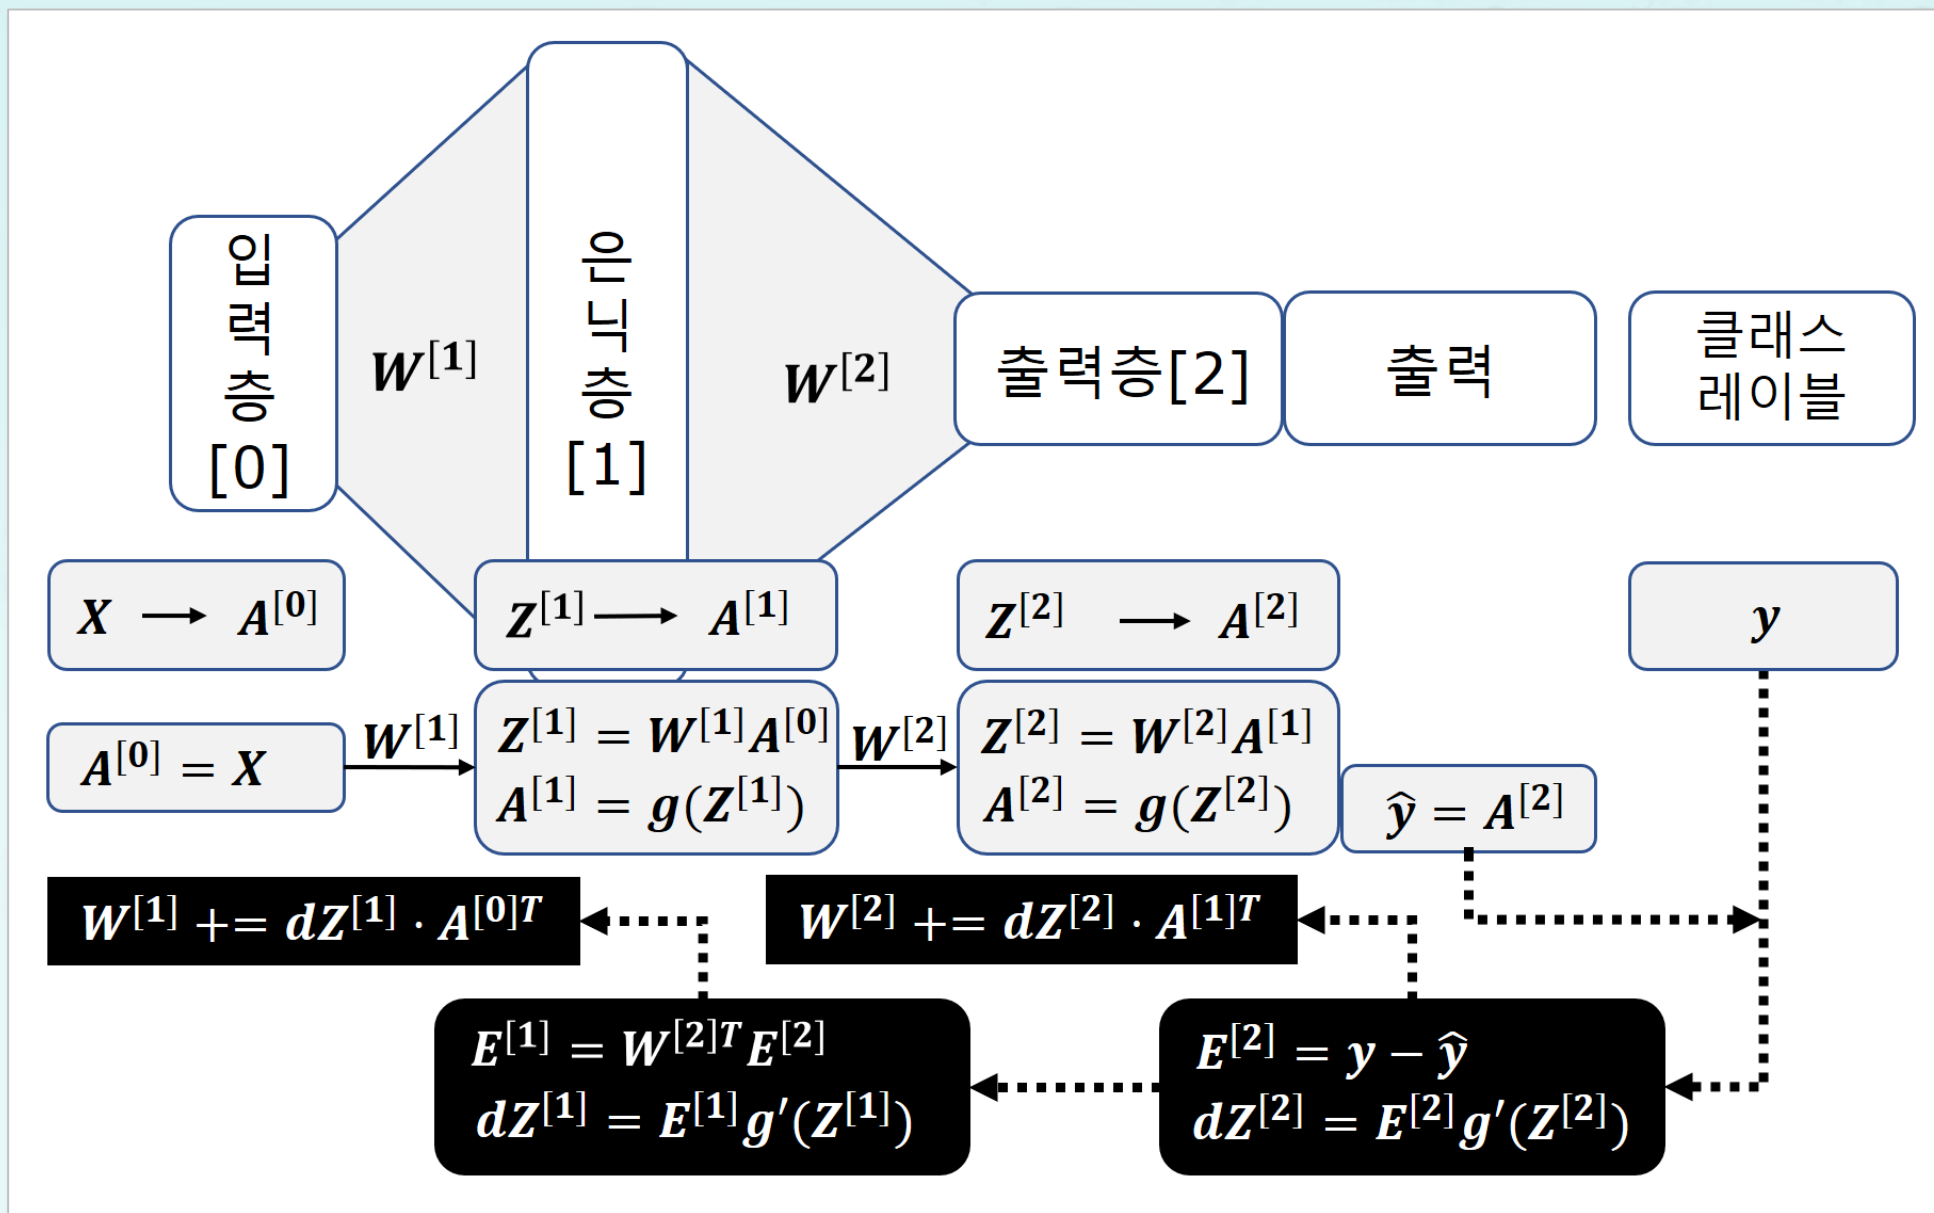 입력층[0]
W^[1]
은닉층[1]
W^[2]
출력층[2]
출력
클래스
레이블
X → A^[0]
Z^[1] → A^[1]
Z^[2] → A^[2]
y
A^[0] = X
W^[1]
Z^[1] = W^[1]A^[0]
A^[1] = g(Z^[1])
W^[2]
Z^[2] = W^[2]A^[1]
A^[2] = g(Z^[2])
ŷ = A^[2]
W^[1] += dZ^[1] · A^[0]T
W^[2] += dZ^[2] · A^[1]T
E^[1] = W^[2]T E^[2]
dZ^[1] = E^[1]g′(Z^[1])
E^[2] = y − ŷ
dZ^[2] = E^[2]g′(Z^[2])